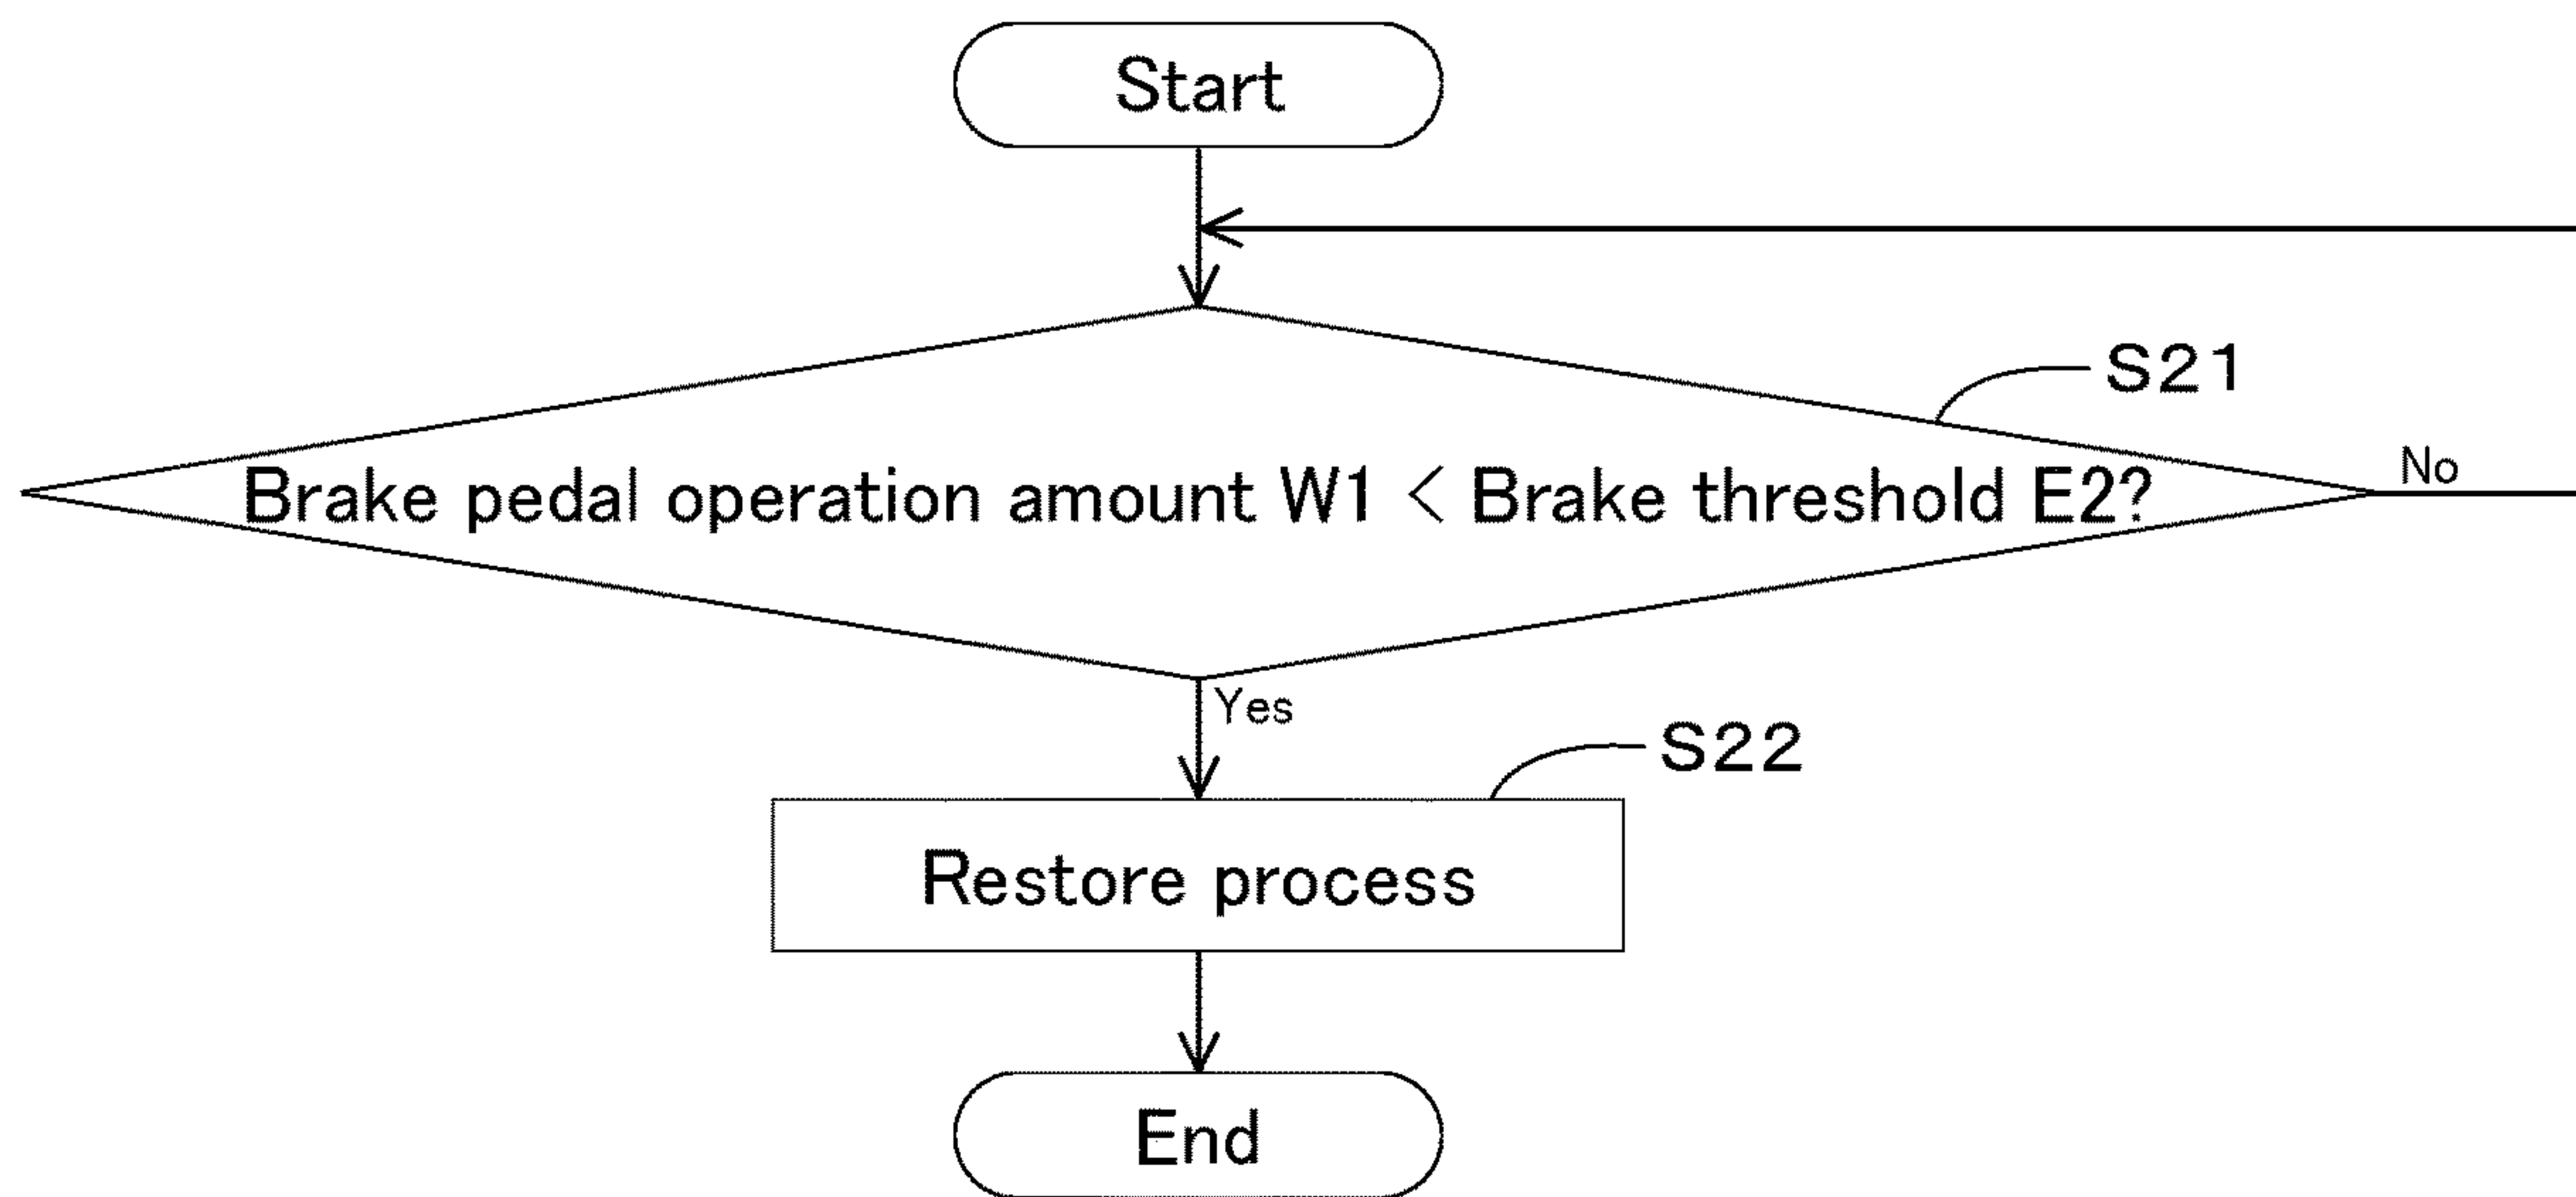 Start
S21
Brake pedal operation amount W1 < Brake threshold E2?
No
Yes
S22
Restore process
End